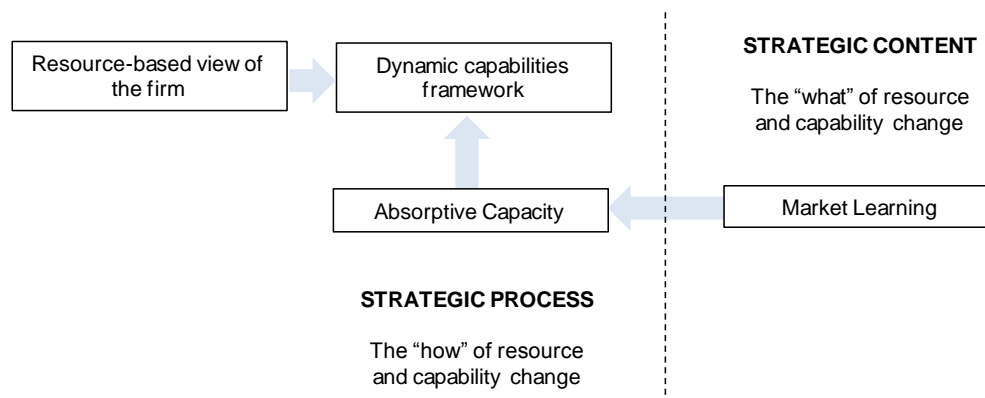 Resource-based view of
the firm
Dynamic capabilities
framework
STRATEGIC CONTENT
The “what” of resource
and capability change
Absorptive Capacity
Market Learning
STRATEGIC PROCESS
The “how” of resource
and capability change